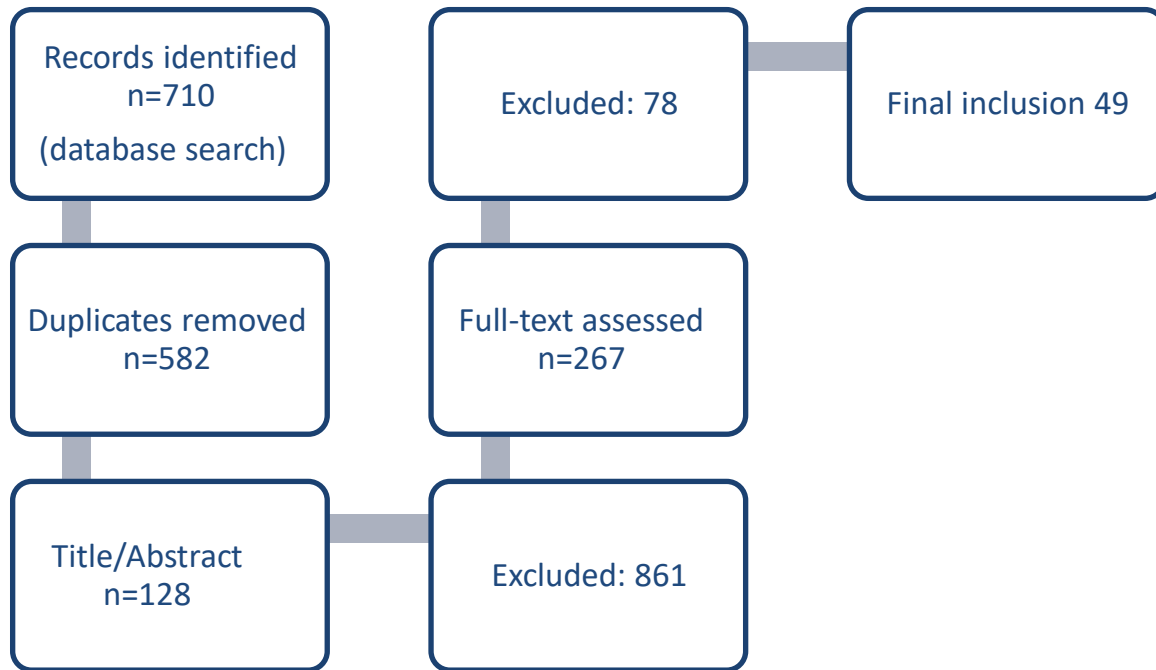 Records identified
n=710
(database search)
Duplicates removed
n=582
Title/Abstract
n=128
Excluded: 861
Full-text assessed
n=267
Excluded: 78
Final inclusion 49